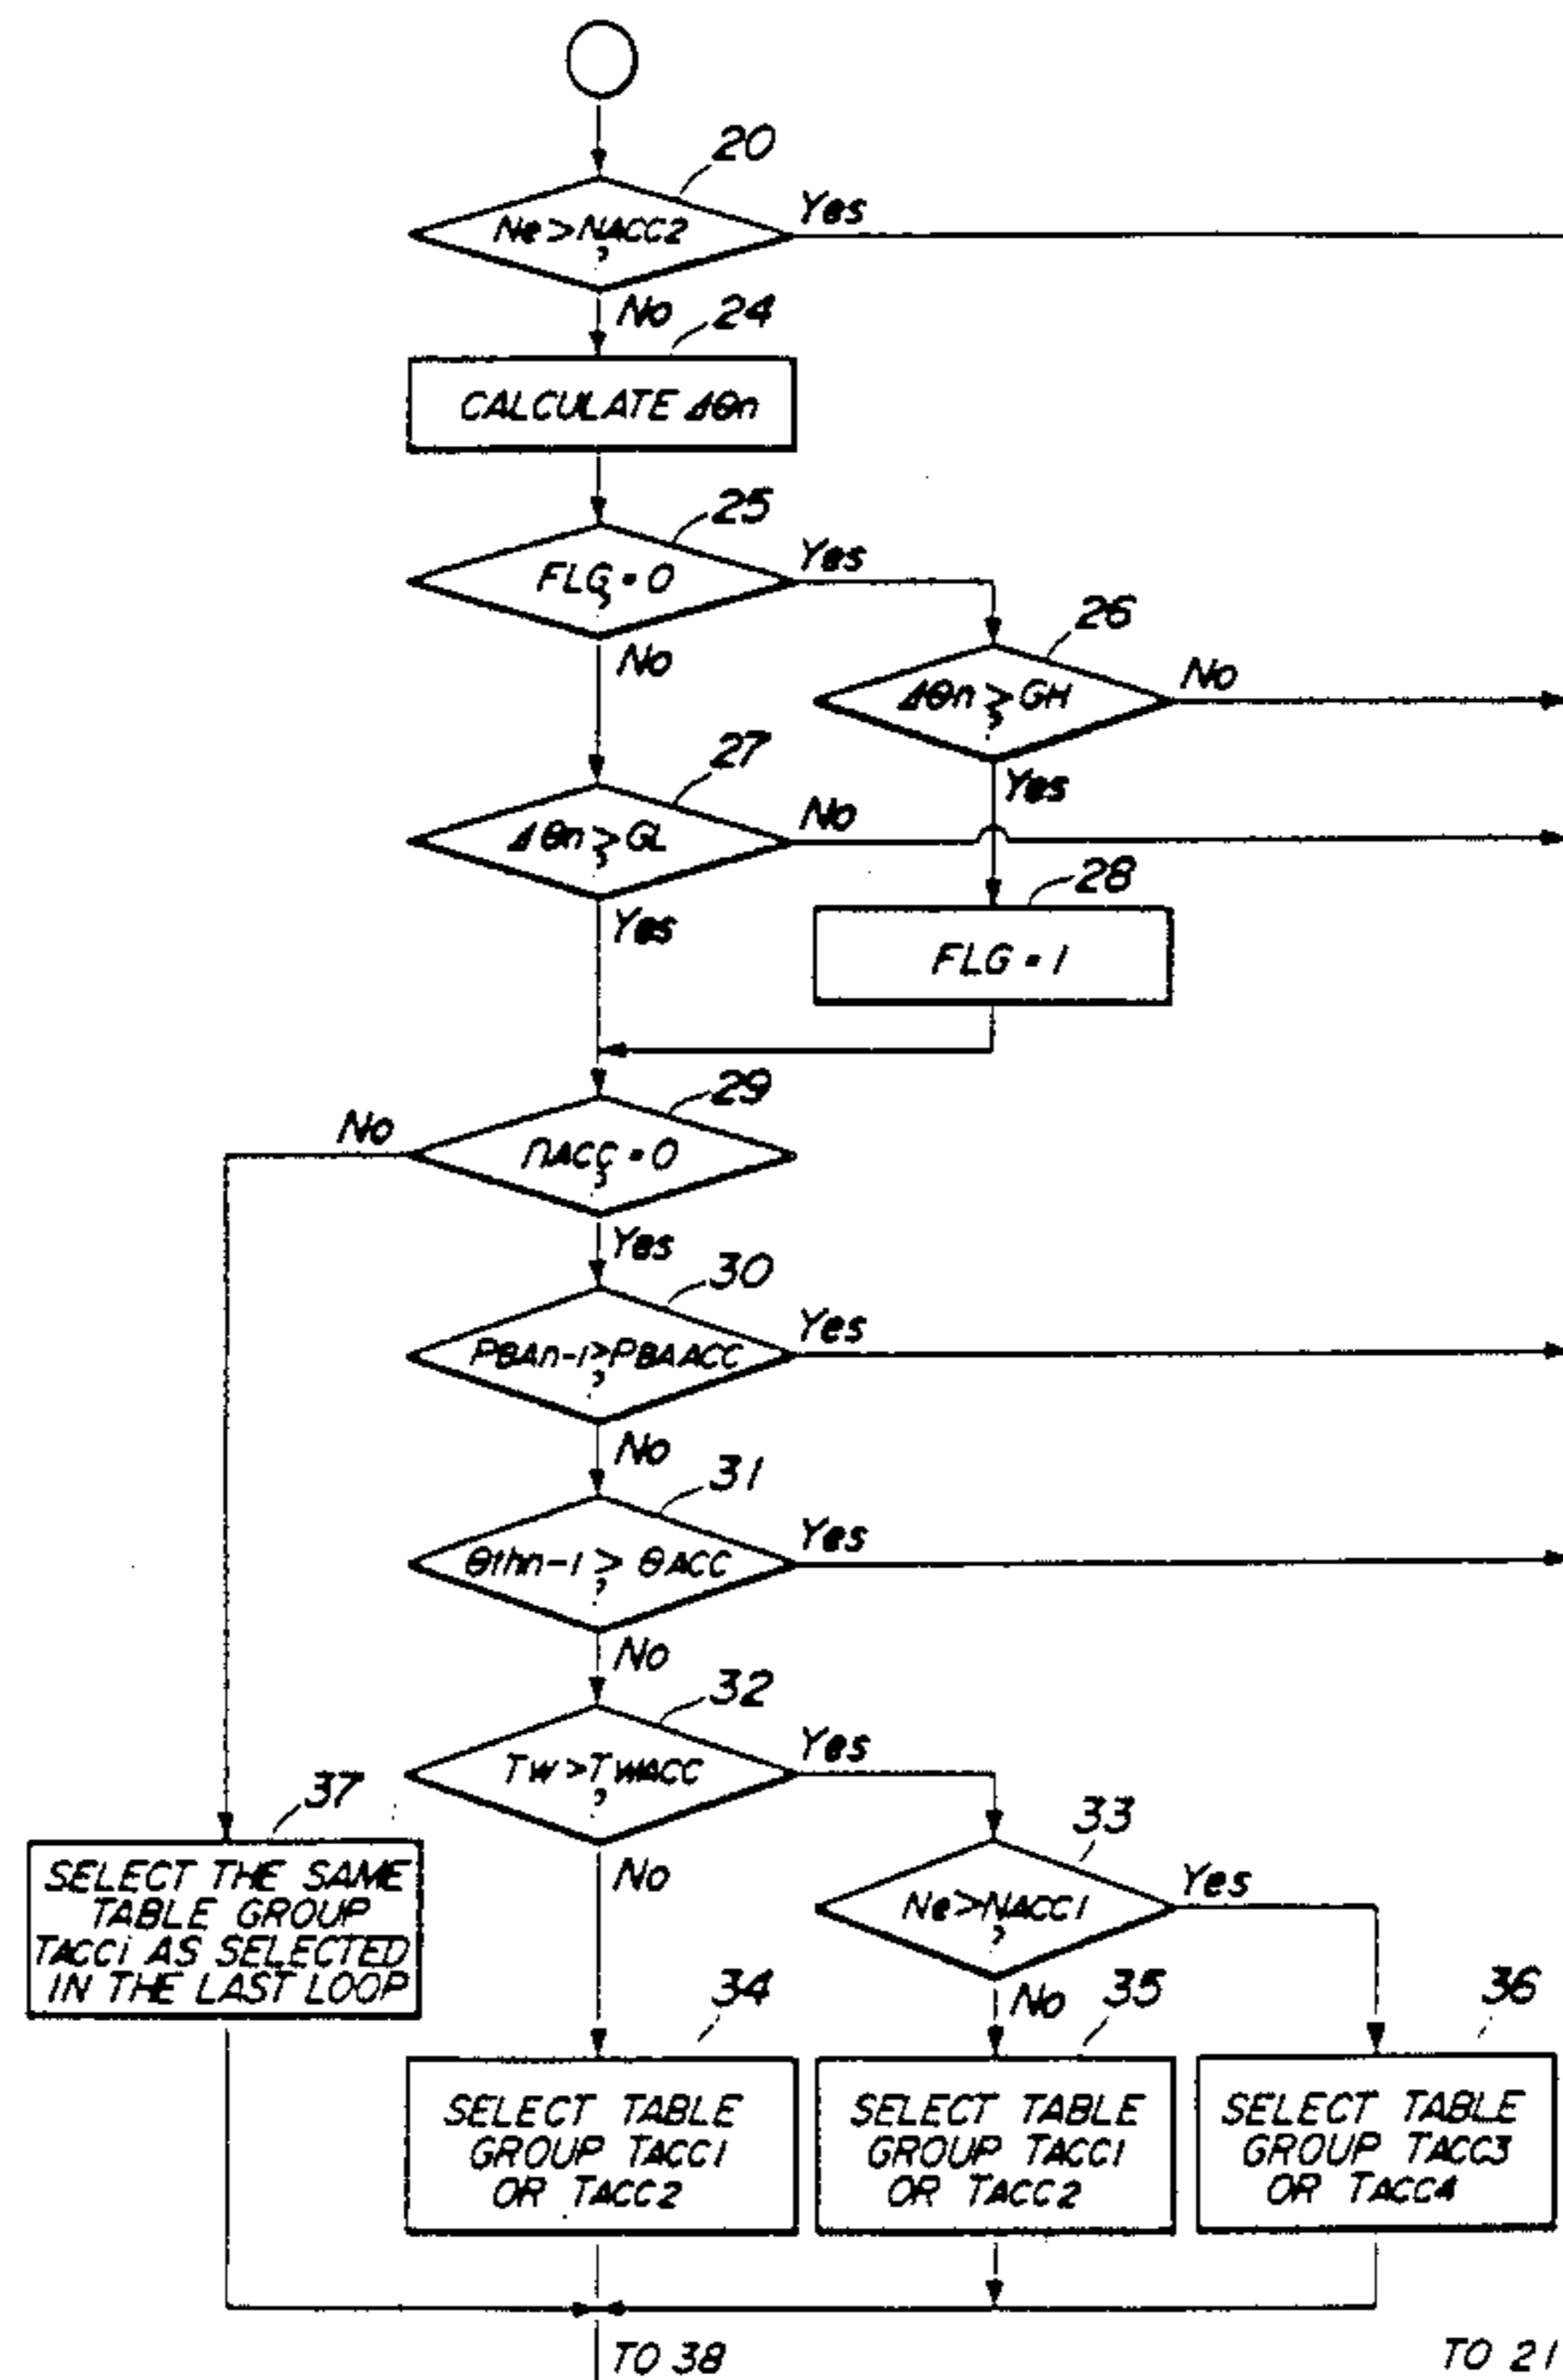 20
Ne>NACC2
?
Yes
No
24
CALCULATE ΔΘn
25
FLG=0
?
Yes
No
26
ΔΘn>GH
?
No
Yes
27
ΔΘn>GL
?
No
Yes
28
FLG=1
29
nACC=0
?
No
Yes
30
PBAn-1>PBAACC
?
Yes
No
31
Θthn-1>ΘACC
?
Yes
No
32
Tw>TWACC
?
Yes
No
37
SELECT THE SAME
TABLE GROUP
TACCi AS SELECTED
IN THE LAST LOOP
33
Ne>NACC1
?
Yes
No
34
SELECT TABLE
GROUP TACC1
OR TACC2
35
SELECT TABLE
GROUP TACC1
OR TACC2
36
SELECT TABLE
GROUP TACC3
OR TACC4
TO 38
TO 21